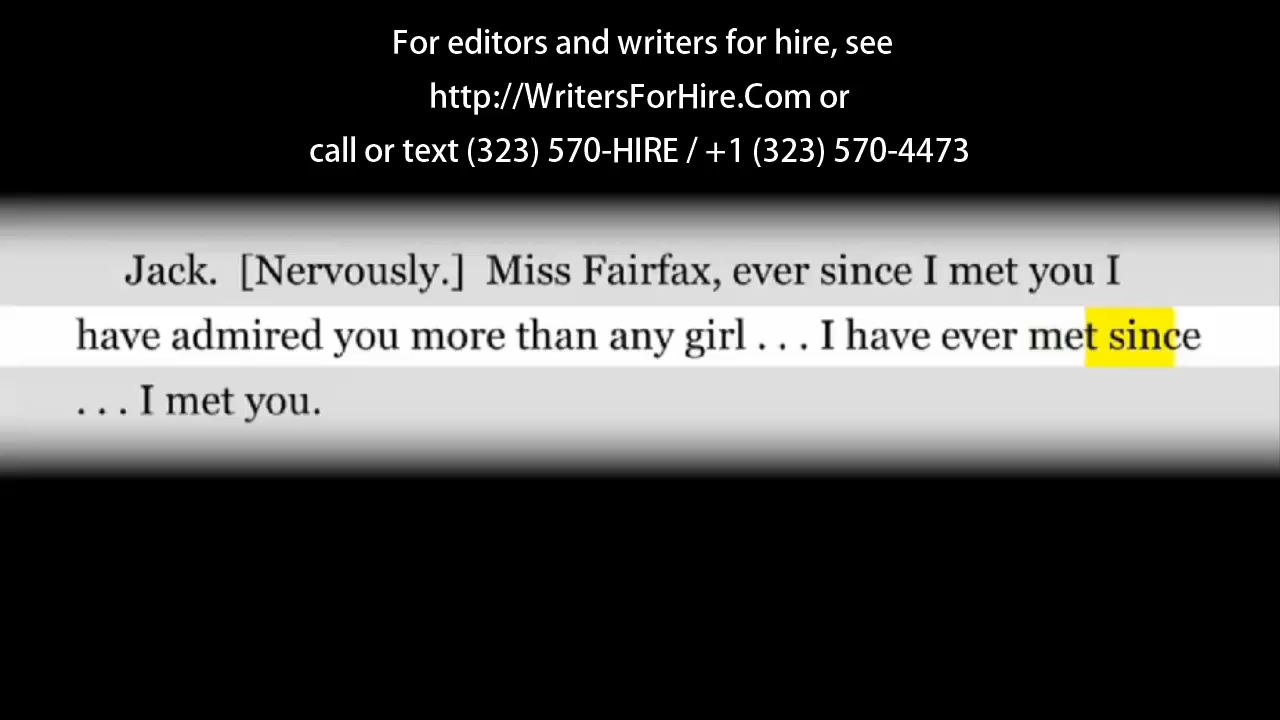 For editors and writers for hire, see
http://WritersForHire.Com or
call or text (323) 570-HIRE / +1 (323) 570-4473
Jack. [Nervously.] Miss Fairfax, ever since I met you I
have admired you more than any girl . . . I have ever met since
. . . I met you.